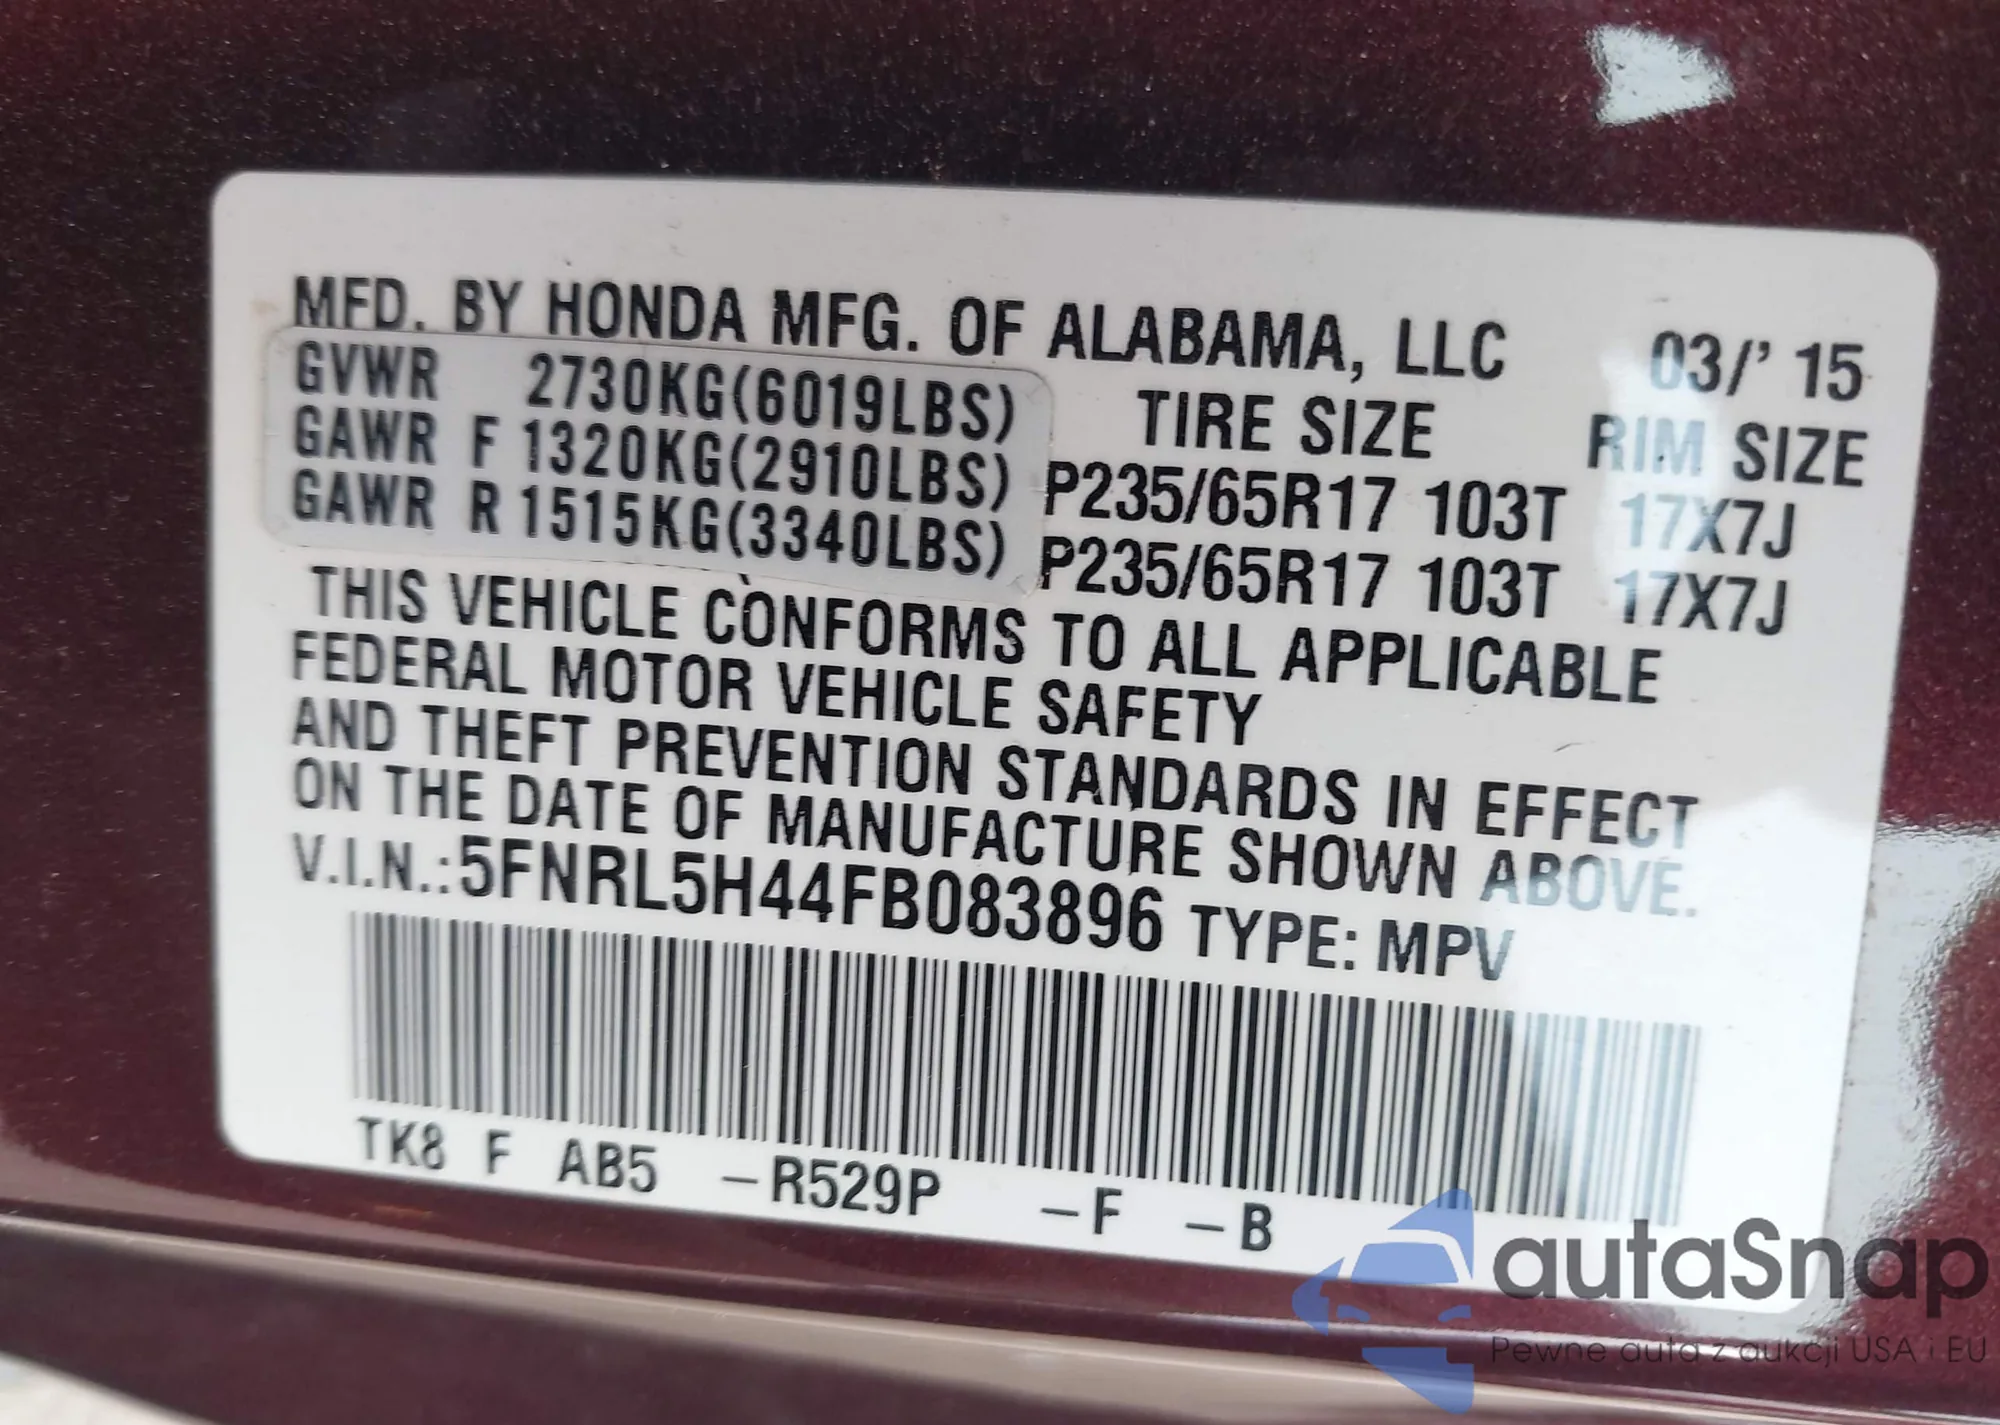 MFD. BY HONDA MFG. OF ALABAMA, LLC 03/' 15
GVWR 2730KG(6019LBS) TIRE SIZE RIM SIZE
GAWR F 1320KG(2910LBS) P235/65R17 103T 17X7J
GAWR R 1515KG(3340LBS) P235/65R17 103T 17X7J
THIS VEHICLE CONFORMS TO ALL APPLICABLE
FEDERAL MOTOR VEHICLE SAFETY
AND THEFT PREVENTION STANDARDS IN EFFECT
ON THE DATE OF MANUFACTURE SHOWN ABOVE.
V.I.N.:5FNRL5H44FB083896 TYPE: MPV
TK8 F AB5 -R529P -F -B
autaSnap
Pewne auta z aukcji USA i EU